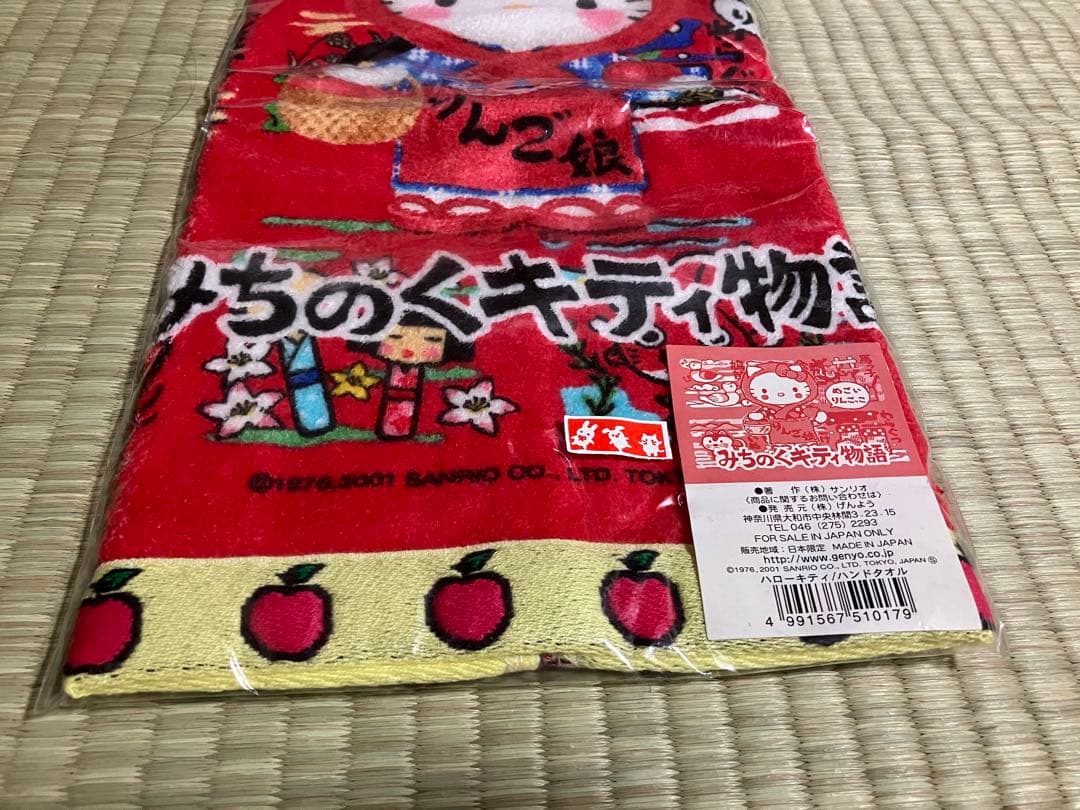 りんご娘
みちのくキティ物語
©1976,2001 SANRIO CO., LTD. TOK
めごい
りんごっこ
りんご娘
みちのくキティ物語
●著 作 (株) サンリオ
〈商品に関するお問い合わせは〉
●発 売 元 (株) げんよう
神奈川県大和市中央林間3.23.15
TEL 046 (275) 2293
FOR SALE IN JAPAN ONLY
販売地域:日本限定 MADE IN JAPAN
http://www.genyo.co.jp
©1976,2001 SANRIO CO., LTD. TOKYO, JAPAN Ⓢ
ハローキティ/ハンドタオル
4 991567 510179